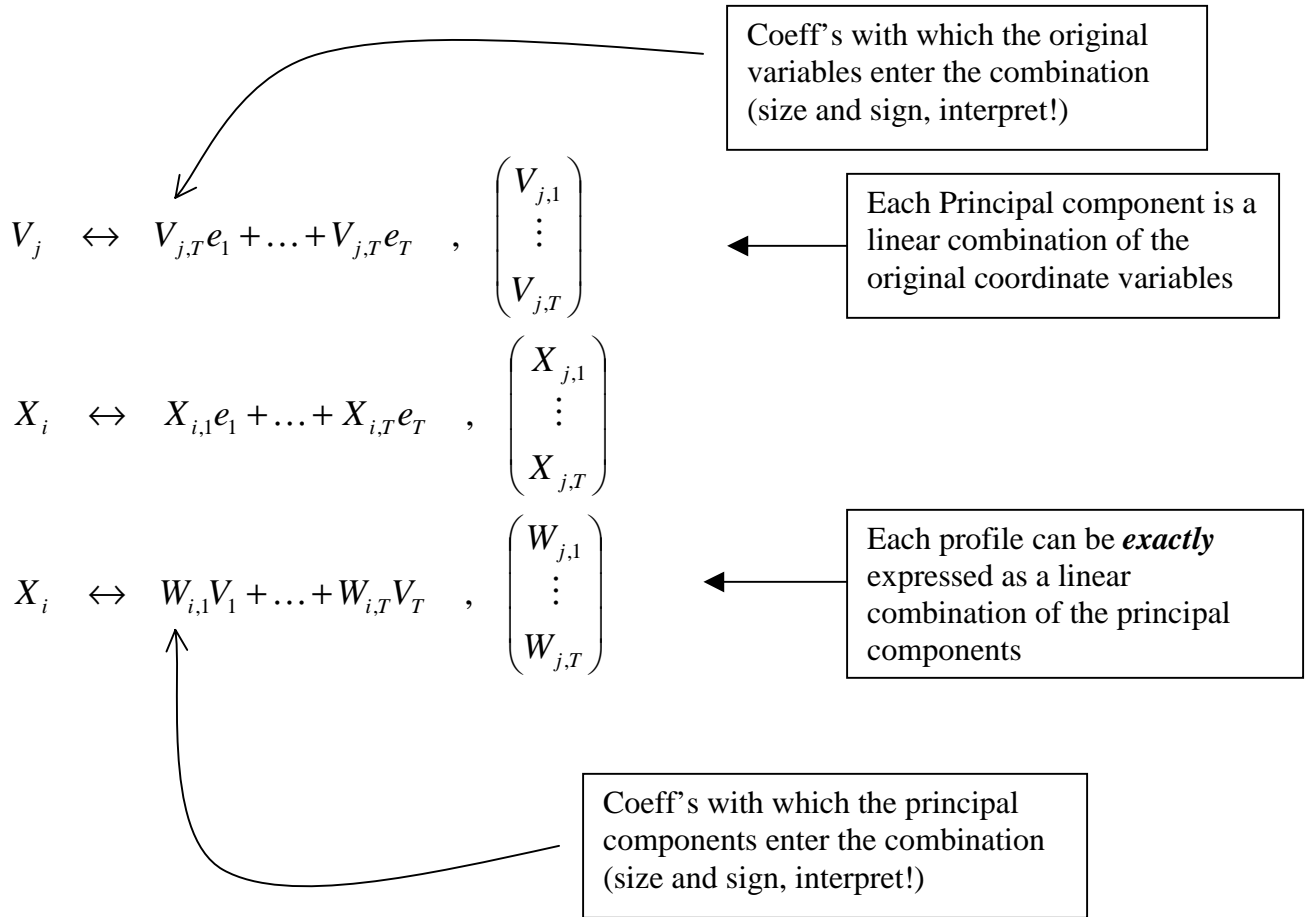 Coeff's with which the original
variables enter the combination
(size and sign, interpret!)
V_j ↔ V_{j,T}e_1 + … + V_{j,T}e_T , (V_{j,1} ⋮ V_{j,T})
Each Principal component is a
linear combination of the
original coordinate variables
X_i ↔ X_{i,1}e_1 + … + X_{i,T}e_T , (X_{j,1} ⋮ X_{j,T})
X_i ↔ W_{i,1}V_1 + … + W_{i,T}V_T , (W_{j,1} ⋮ W_{j,T})
Each profile can be exactly
expressed as a linear
combination of the principal
components
Coeff's with which the principal
components enter the combination
(size and sign, interpret!)